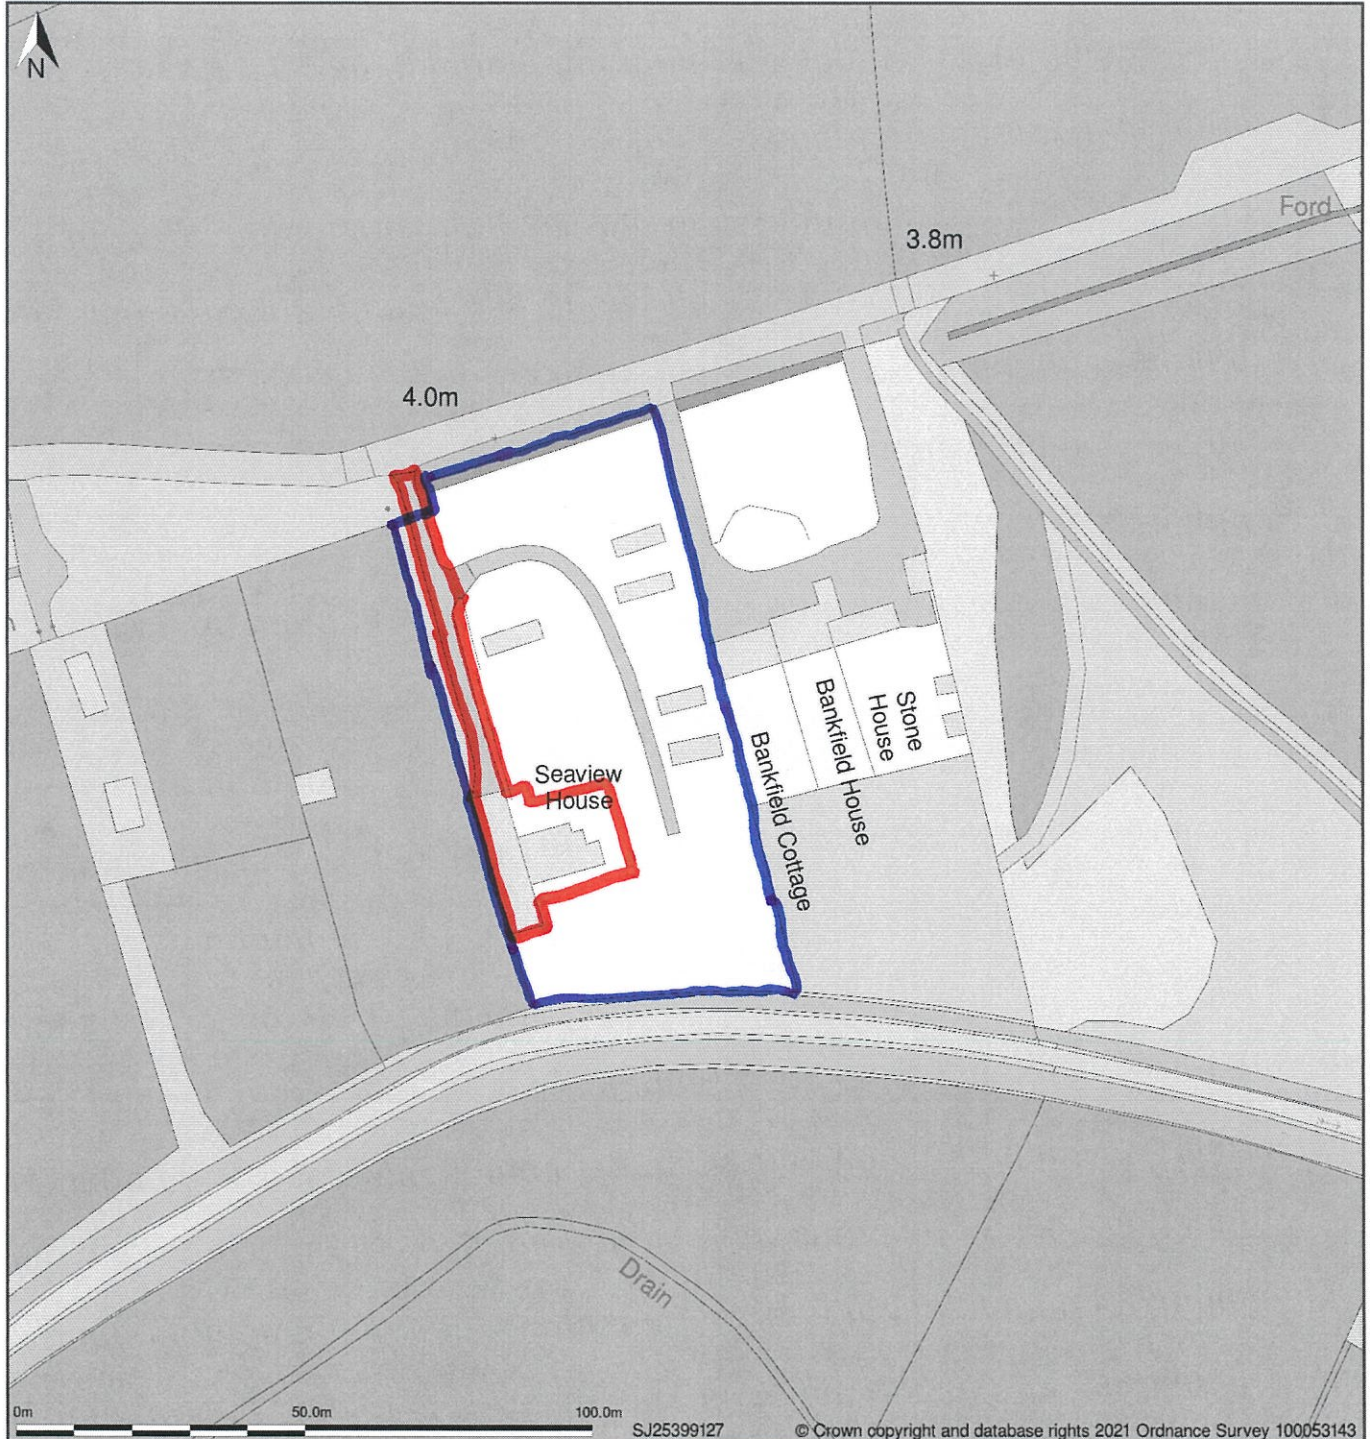 N
Ford
3.8m
4.0m
Stone
House
Bankfield House
Bankfield Cottage
Seaview
House
Drain
0m
50.0m
100.0m
SJ25399127
© Crown copyright and database rights 2021 Ordnance Survey 100053143